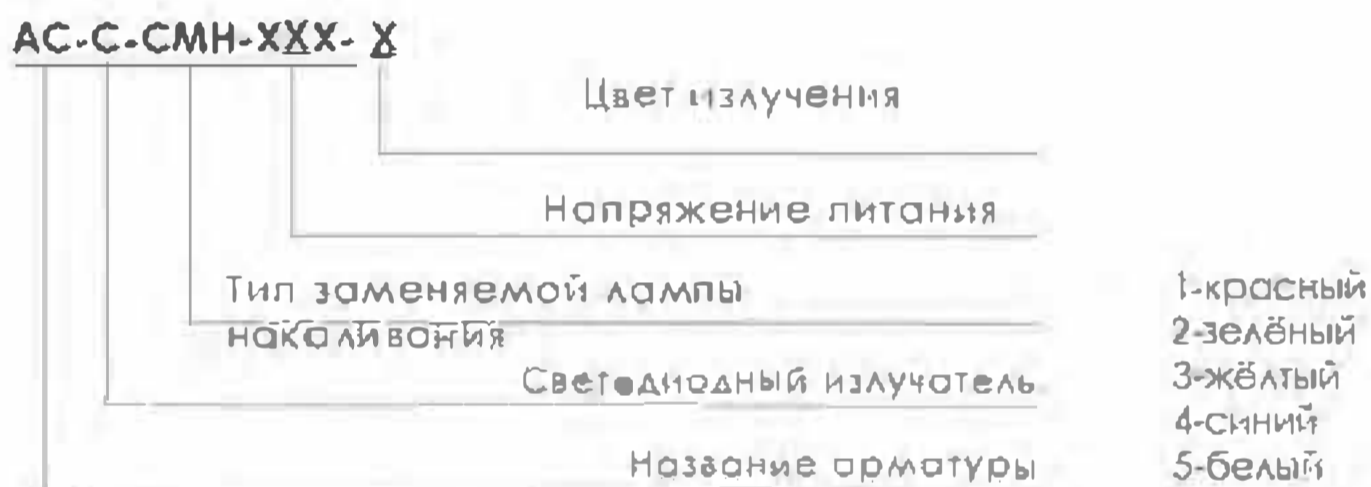 АС-С-СМН-ХХХ- Х
Цвет излучения
Напряжение питания
Тип заменяемой лампы
накаливания
Светодиодный излучатель
Название арматуры
1-красный
2-зелёный
3-жёлтый
4-синий
5-белый